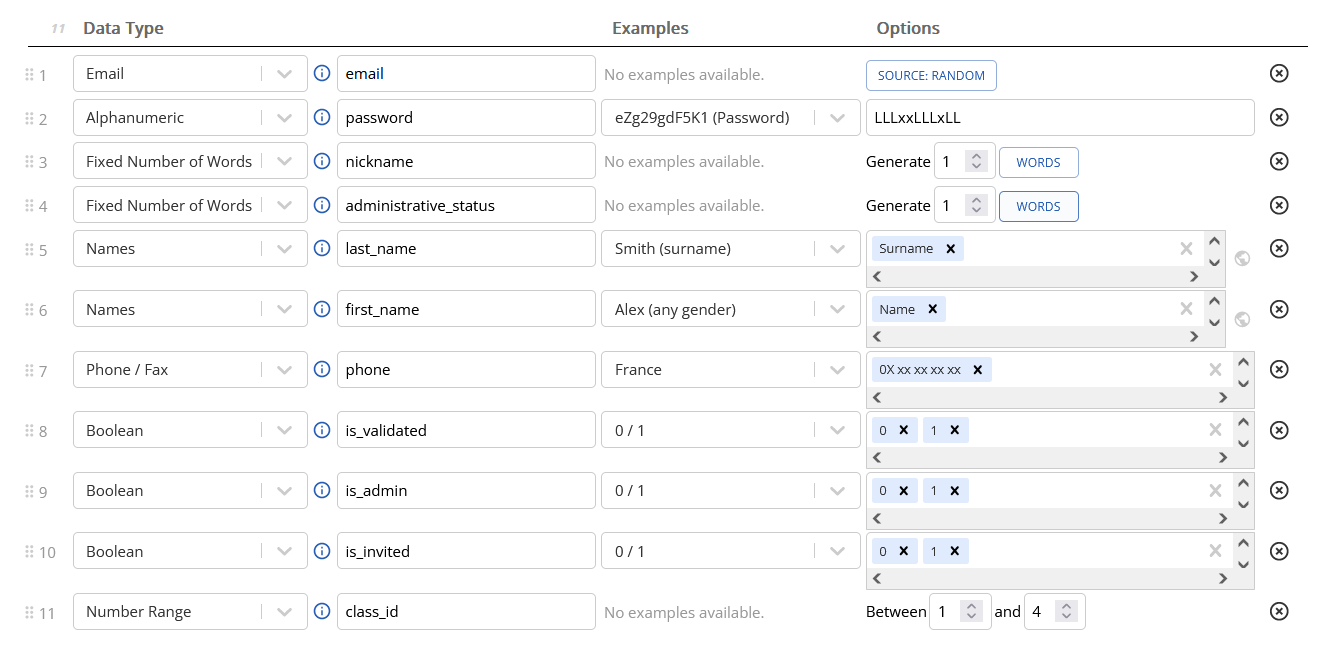 11 Data Type Examples Options
1 Email email No examples available. SOURCE: RANDOM
2 Alphanumeric password eZg29gdF5K1 (Password) LLLxxLLLxLL
3 Fixed Number of Words nickname No examples available. Generate 1 WORDS
4 Fixed Number of Words administrative_status No examples available. Generate 1 WORDS
5 Names last_name Smith (surname) Surname
6 Names first_name Alex (any gender) Name
7 Phone / Fax phone France 0X xx xx xx xx
8 Boolean is_validated 0 / 1 0 1
9 Boolean is_admin 0 / 1 0 1
10 Boolean is_invited 0 / 1 0 1
11 Number Range class_id No examples available. Between 1 and 4